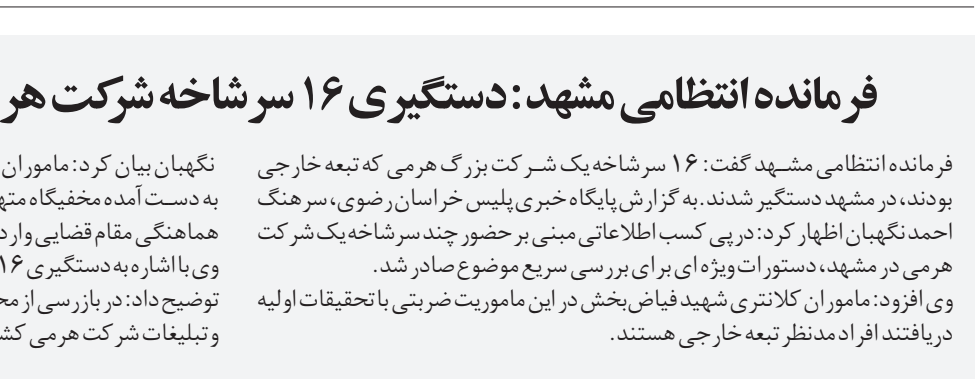 فرمانده انتظامی مشهد: دستگیری ۱۶ سرشاخه شرکت هر
فرمانده انتظامی مشهد گفت: ۱۶ سرشاخه یک شرکت بزرگ هرمی که تبعه خارجی
بودند، در مشهد دستگیر شدند. به گزارش پایگاه خبری پلیس خراسان رضوی، سرهنگ
احمد نگهبان اظهار کرد: در پی کسب اطلاعاتی مبنی بر حضور چند سرشاخه یک شرکت
هرمی در مشهد، دستورات ویژه ای برای بررسی سریع موضوع صادر شد.
وی افزود: ماموران کلانتری شهید فیاض‌بخش در این ماموریت ضربتی با تحقیقات اولیه
دریافتند افراد مدنظر تبعه خارجی هستند.
نگهبان بیان کرد: ماموران
به دست آمده مخفیگاه
هماهنگی مقام قضایی وارد
وی با اشاره به دستگیری ۱۶
توضیح داد: در بازرسی از
و تبلیغات شرکت هرمی